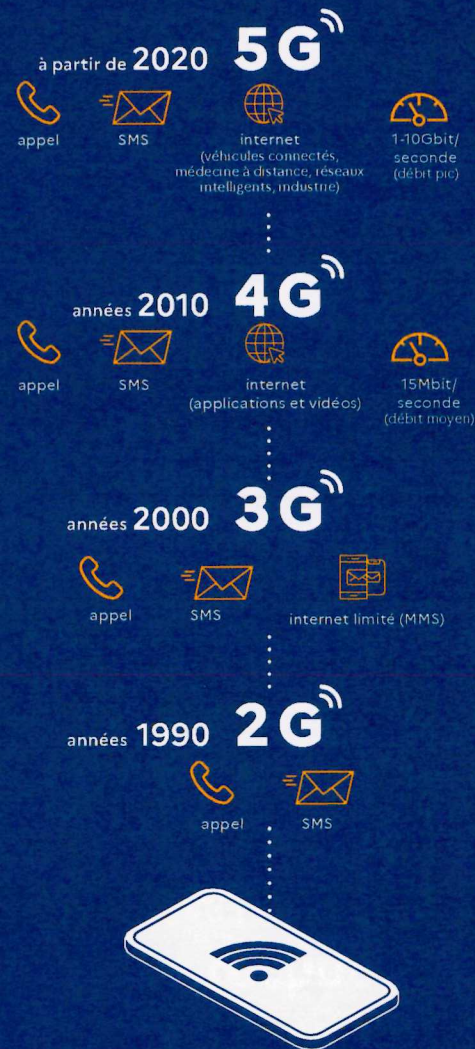 à partir de 2020 5G
appel
SMS
internet
(véhicules connectés,
médecine à distance, réseaux
intelligents, industrie)
1-10Gbit/
seconde
(débit pic)
années 2010 4G
appel
SMS
internet
(applications et vidéos)
15Mbit/
seconde
(débit moyen)
années 2000 3G
appel
SMS
internet limité (MMS)
années 1990 2G
appel
SMS